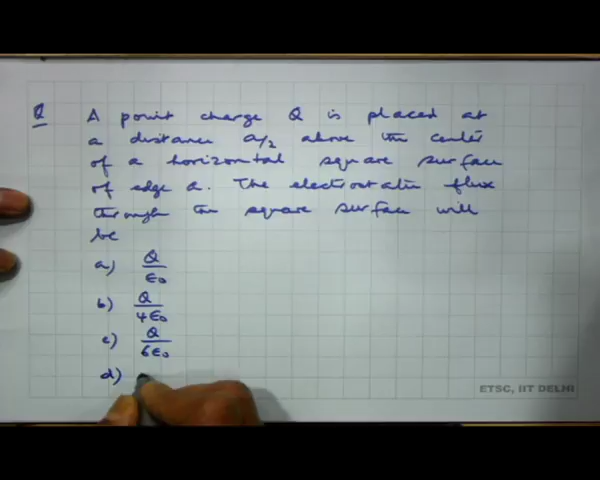 Q A point charge Q is placed at
a distance a/2 above the center
of a horizontal square surface
of edge a. The electrostatic flux
through the square surface will
be
a) Q/ε₀
b) Q/4ε₀
c) Q/6ε₀
d)
ETSC, IIT DELHI